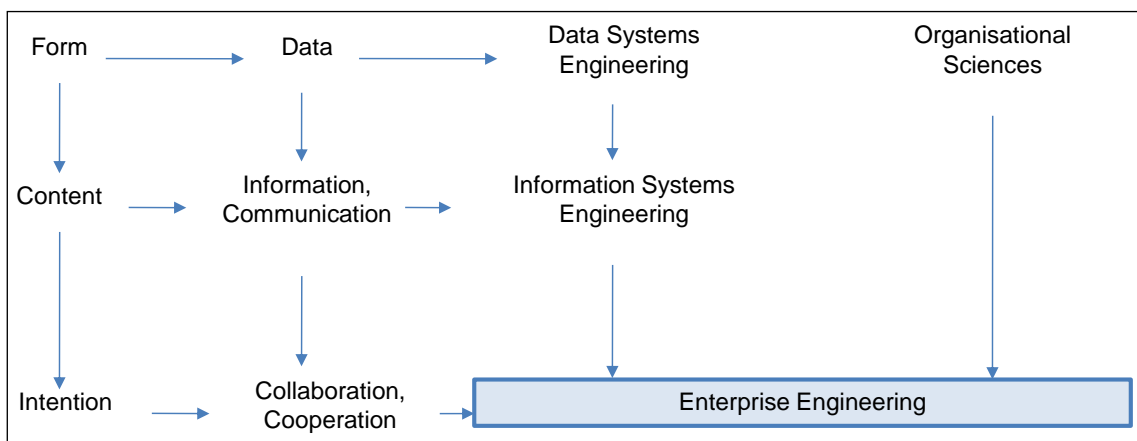 Form
Data
Data Systems
Engineering
Organisational
Sciences
Content
Information,
Communication
Information Systems
Engineering
Intention
Collaboration,
Cooperation
Enterprise Engineering